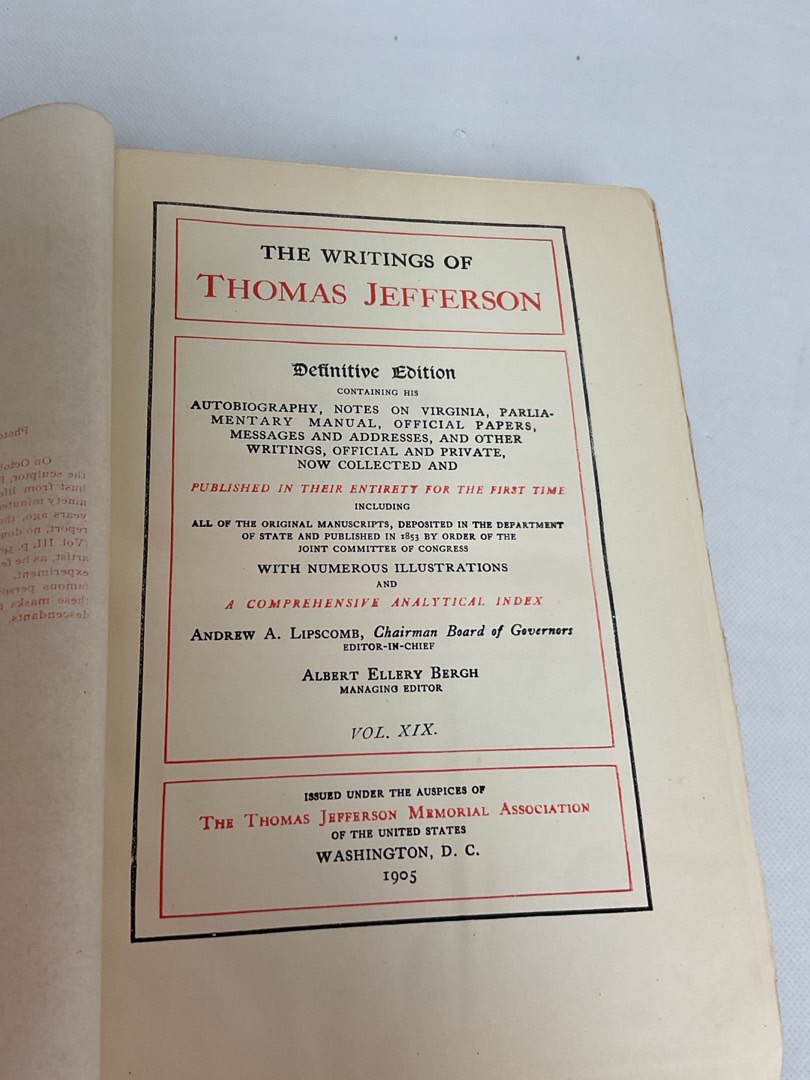 THE WRITINGS OF
THOMAS JEFFERSON
Definitive Edition
CONTAINING HIS
AUTOBIOGRAPHY, NOTES ON VIRGINIA, PARLIA-
MENTARY MANUAL, OFFICIAL PAPERS,
MESSAGES AND ADDRESSES, AND OTHER
WRITINGS, OFFICIAL AND PRIVATE,
NOW COLLECTED AND
PUBLISHED IN THEIR ENTIRETY FOR THE FIRST TIME
INCLUDING
ALL OF THE ORIGINAL MANUSCRIPTS, DEPOSITED IN THE DEPARTMENT
OF STATE AND PUBLISHED IN 1853 BY ORDER OF THE
JOINT COMMITTEE OF CONGRESS
WITH NUMEROUS ILLUSTRATIONS
AND
A COMPREHENSIVE ANALYTICAL INDEX
ANDREW A. LIPSCOMB, Chairman Board of Governors
EDITOR-IN-CHIEF
ALBERT ELLERY BERGH
MANAGING EDITOR
VOL. XIX.
ISSUED UNDER THE AUSPICES OF
THE THOMAS JEFFERSON MEMORIAL ASSOCIATION
OF THE UNITED STATES
WASHINGTON, D. C.
1905